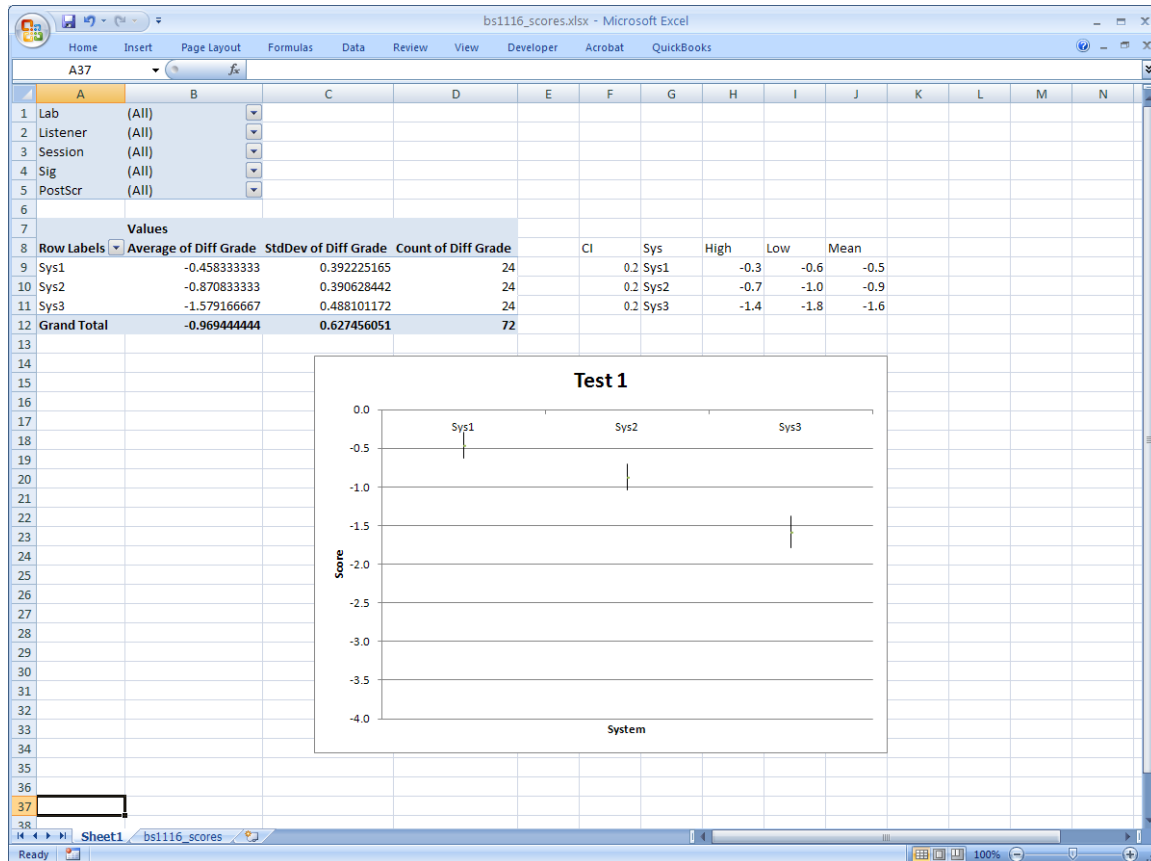 bs1116_scores.xlsx - Microsoft Excel
Home Insert Page Layout Formulas Data Review View Developer Acrobat QuickBooks
A37 fx
A B C D E F G H I J K L M N
1 Lab (All)
2 Listener (All)
3 Session (All)
4 Sig (All)
5 PostScr (All)
6
7 Values
8 Row Labels Average of Diff Grade StdDev of Diff Grade Count of Diff Grade CI Sys High Low Mean
9 Sys1 -0.458333333 0.392225165 24 0.2 Sys1 -0.3 -0.6 -0.5
10 Sys2 -0.870833333 0.390628442 24 0.2 Sys2 -0.7 -1.0 -0.9
11 Sys3 -1.579166667 0.488101172 24 0.2 Sys3 -1.4 -1.8 -1.6
12 Grand Total -0.969444444 0.627456051 72
13
14
15
16
17
18
19
20
21
22
23
24
25
26
27
28
29
30
31
32
33
34
35
36
37
38
Test 1
0.0
Sys1 Sys2 Sys3
-0.5
-1.0
-1.5
Score
-2.0
-2.5
-3.0
-3.5
-4.0
System
Sheet1 bs1116_scores
Ready 100%